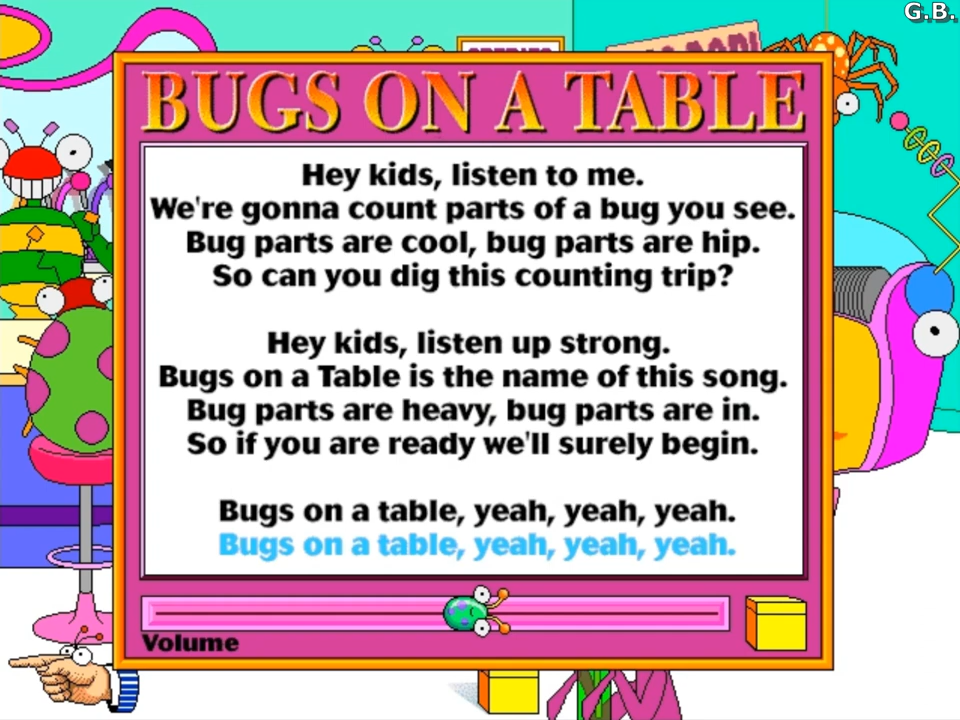 G.B.
CREDITS
BUGS ON A TABLE
Hey kids, listen to me.
We're gonna count parts of a bug you see.
Bug parts are cool, bug parts are hip.
So can you dig this counting trip?
Hey kids, listen up strong.
Bugs on a Table is the name of this song.
Bug parts are heavy, bug parts are in.
So if you are ready we'll surely begin.
Bugs on a table, yeah, yeah, yeah.
Bugs on a table, yeah, yeah, yeah.
Volume